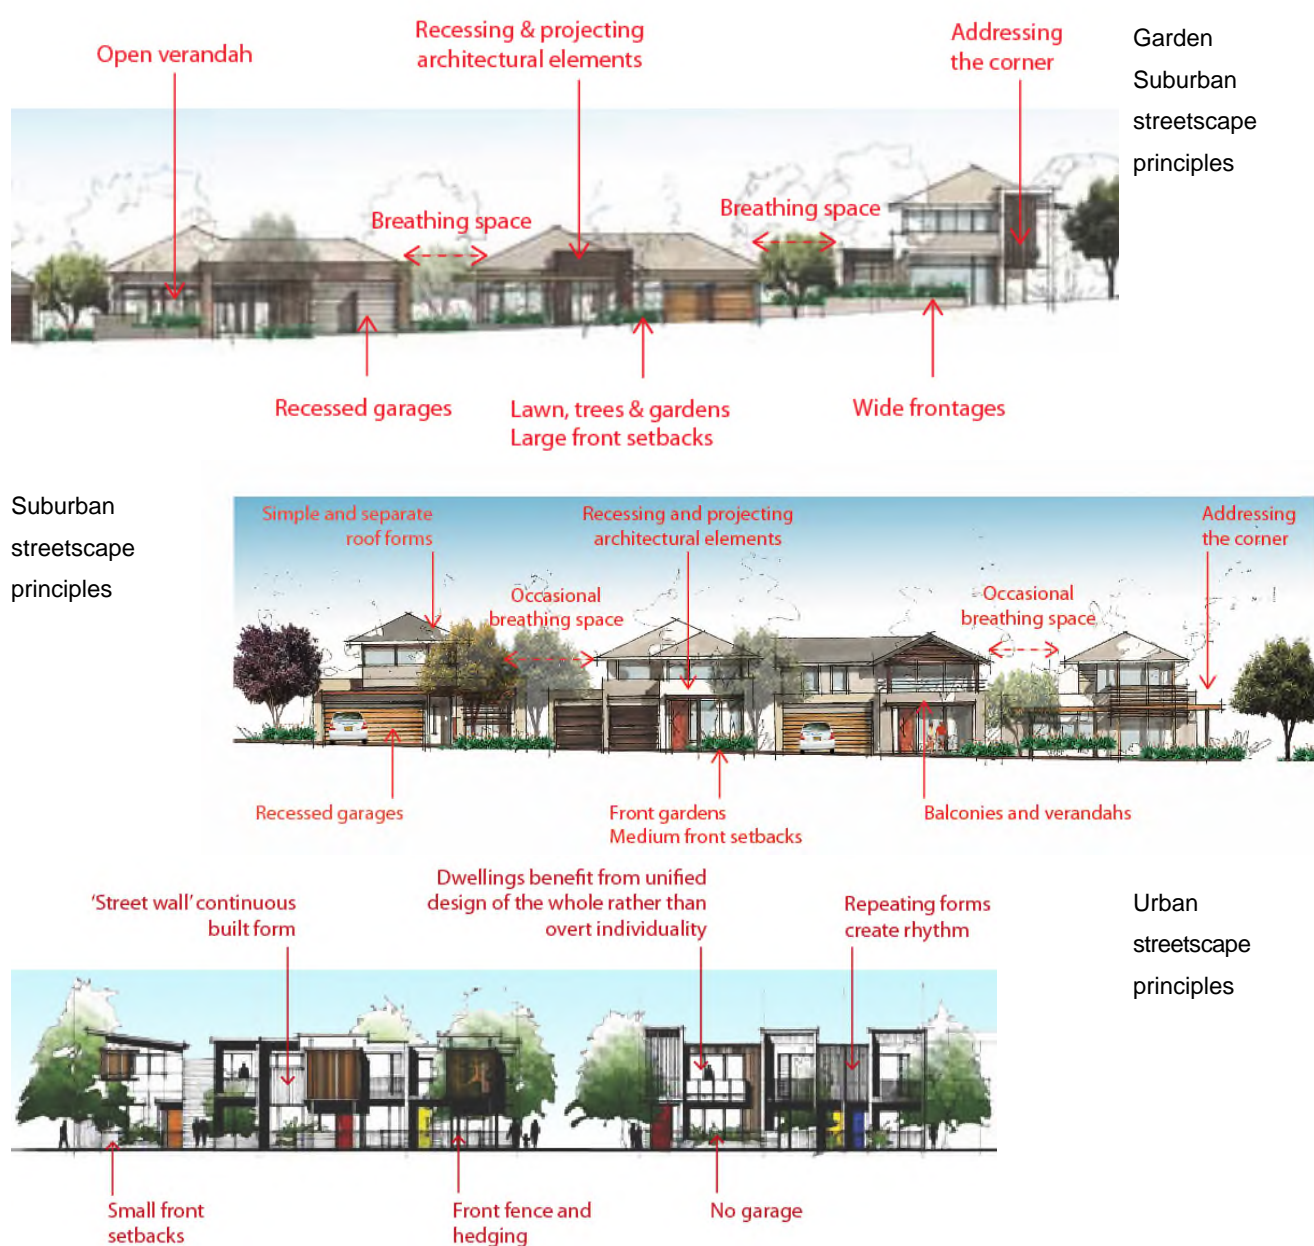 Open verandah
Recessing & projecting
architectural elements
Addressing
the corner
Garden
Suburban
streetscape
principles
Breathing space
Breathing space
Recessed garages
Lawn, trees & gardens
Large front setbacks
Wide frontages
Suburban
streetscape
principles
Simple and separate
roof forms
Recessing and projecting
architectural elements
Addressing
the corner
Occasional
breathing space
Occasional
breathing space
Recessed garages
Front gardens
Medium front setbacks
Balconies and verandahs
'Street wall' continuous
built form
Dwellings benefit from unified
design of the whole rather than
overt individuality
Repeating forms
create rhythm
Urban
streetscape
principles
Small front
setbacks
Front fence and
hedging
No garage